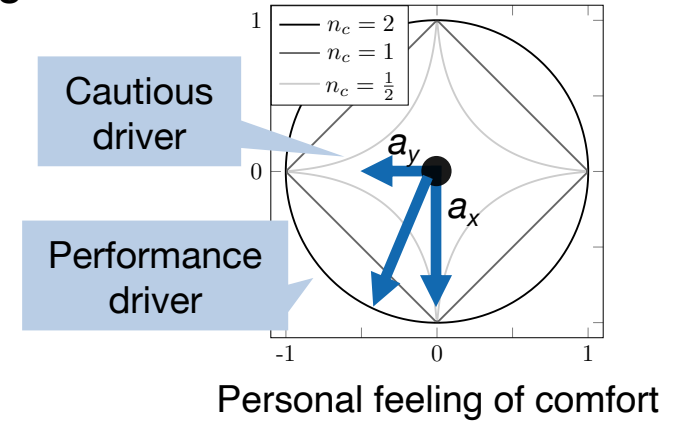 1
n_c = 2
n_c = 1
n_c = 1/2
Cautious
driver
a_y
0
a_x
Performance
driver
-1 0 1
Personal feeling of comfort